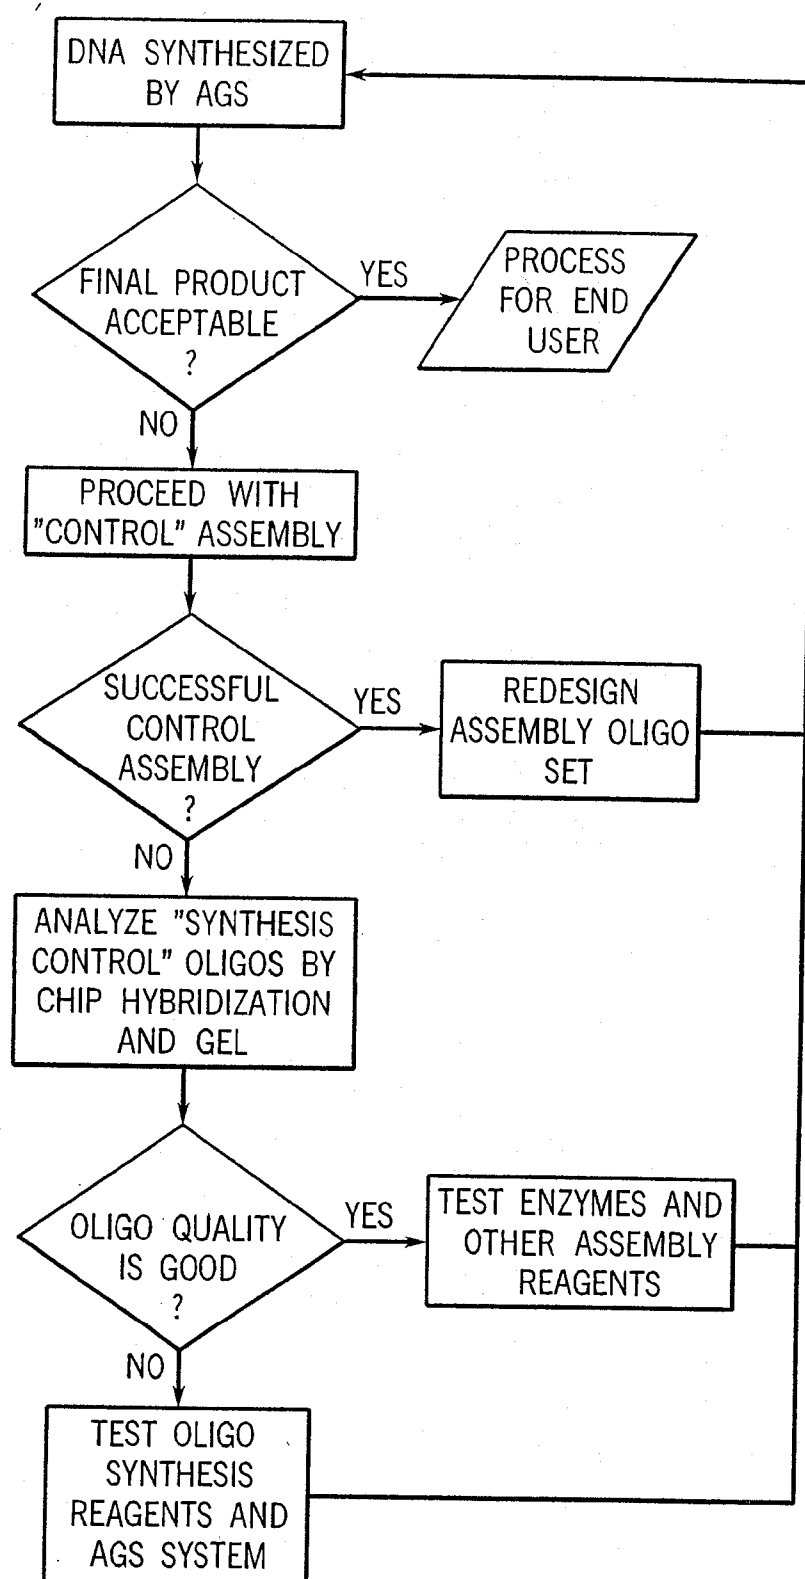 DNA SYNTHESIZED
BY AGS
FINAL PRODUCT
ACCEPTABLE
?
YES
PROCESS
FOR END
USER
NO
PROCEED WITH
"CONTROL" ASSEMBLY
SUCCESSFUL
CONTROL
ASSEMBLY
?
YES
REDESIGN
ASSEMBLY OLIGO
SET
NO
ANALYZE "SYNTHESIS
CONTROL" OLIGOS BY
CHIP HYBRIDIZATION
AND GEL
OLIGO QUALITY
IS GOOD
?
YES
TEST ENZYMES AND
OTHER ASSEMBLY
REAGENTS
NO
TEST OLIGO
SYNTHESIS
REAGENTS AND
AGS SYSTEM